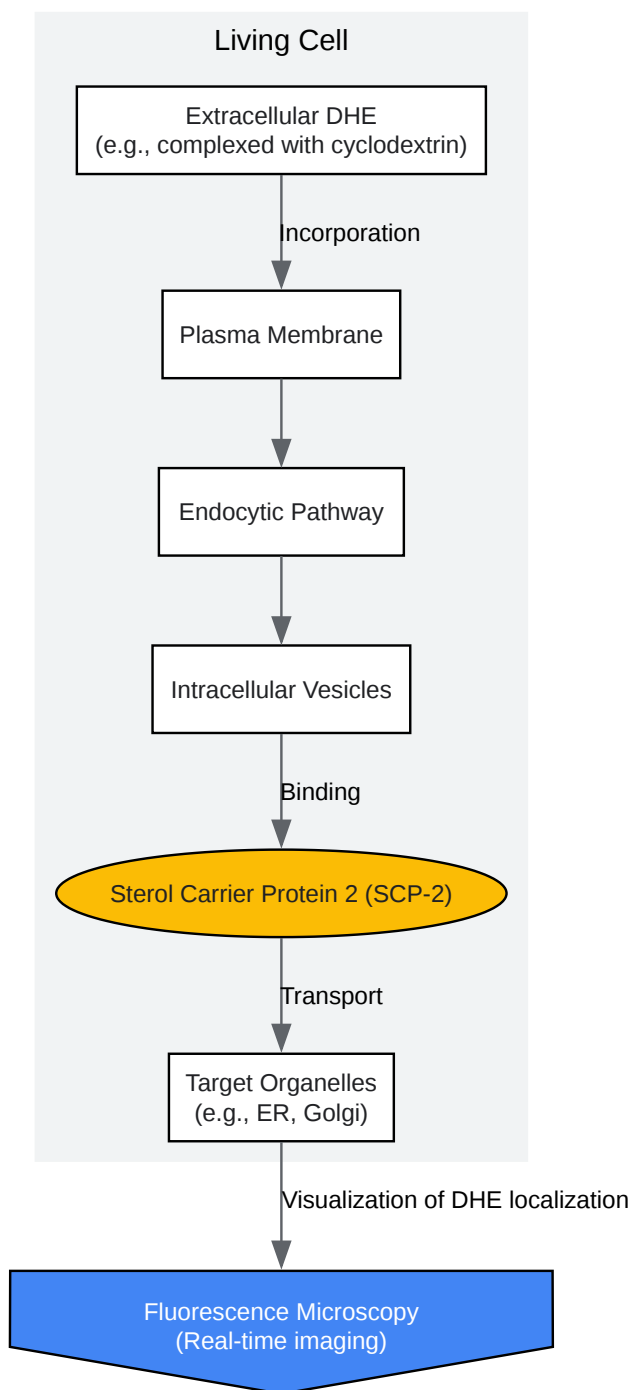 Living Cell
Extracellular DHE
(e.g., complexed with cyclodextrin)
Incorporation
Plasma Membrane
Endocytic Pathway
Intracellular Vesicles
Binding
Sterol Carrier Protein 2 (SCP-2)
Transport
Target Organelles
(e.g., ER, Golgi)
Visualization of DHE localization
Fluorescence Microscopy
(Real-time imaging)